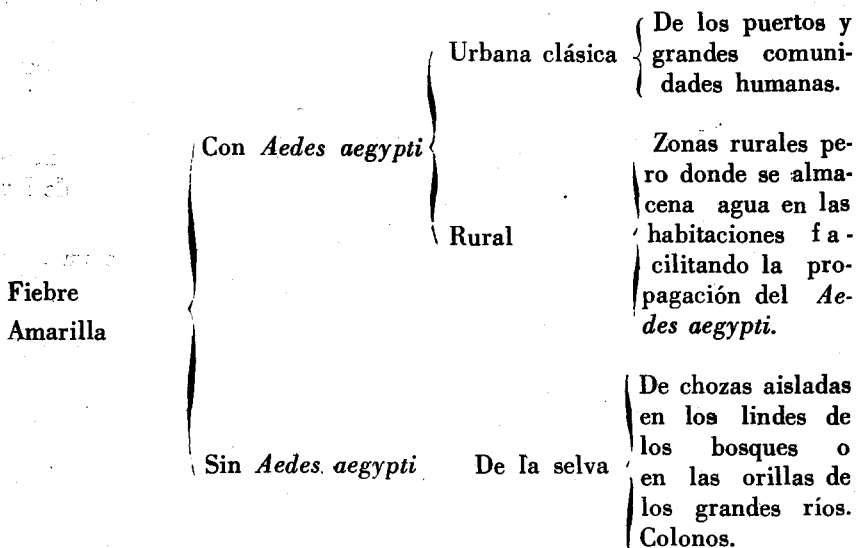 Fiebre
Amarilla
Con Aedes aegypti
Urbana clásica
De los puertos y
grandes comuni-
dades humanas.
Rural
Zonas rurales pe-
ro donde se alma-
cena agua en las
habitaciones fa-
cilitando la pro-
pagación del Ae-
des aegypti.
Sin Aedes aegypti
De la selva
De chozas aisladas
en los lindes de
los bosques o
en las orillas de
los grandes ríos.
Colonos.